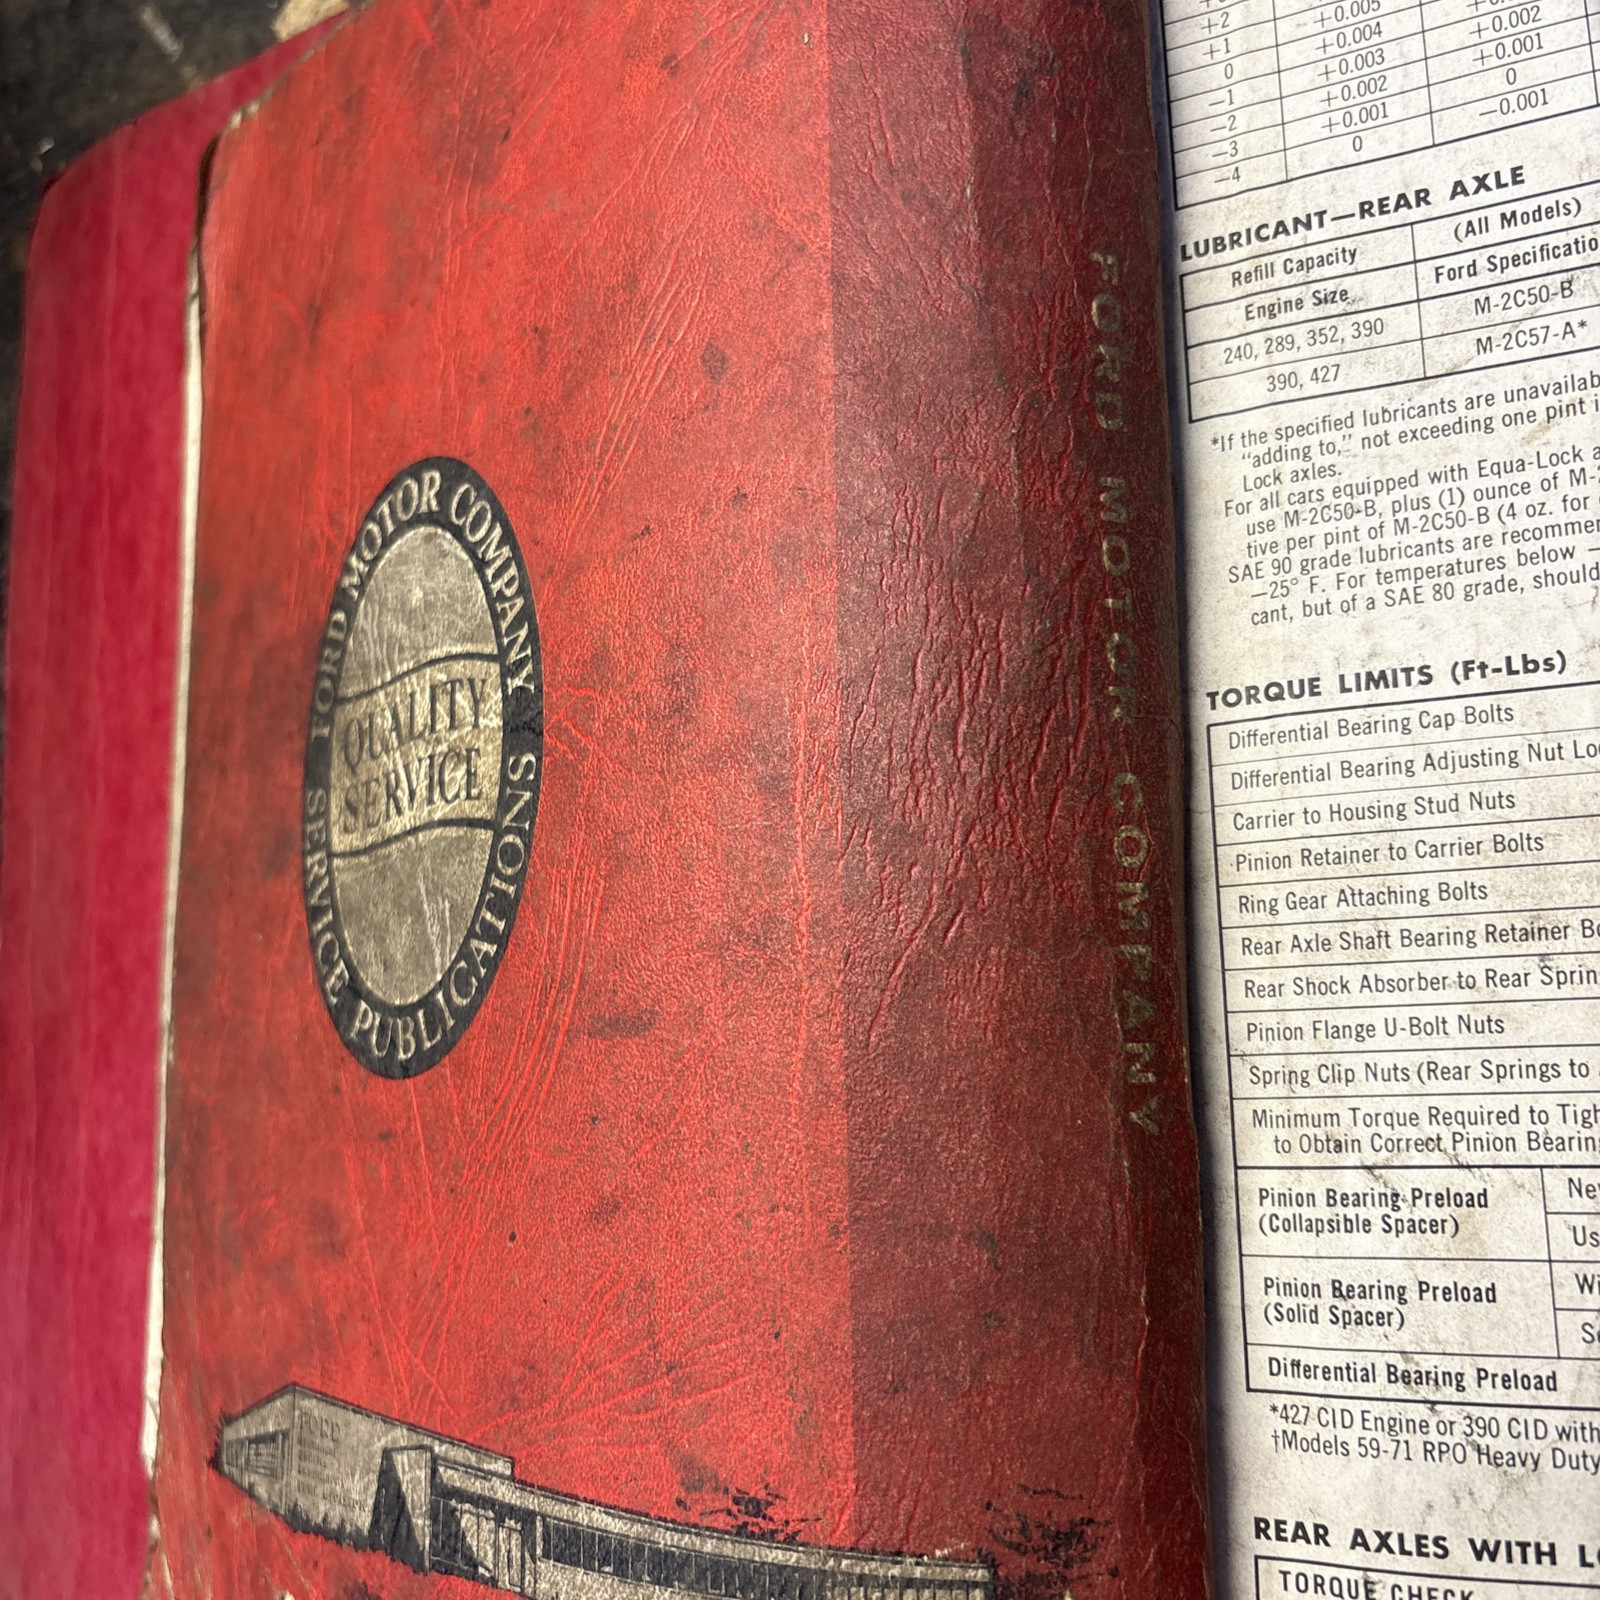 FORD MOTOR COMPANY
SERVICE PUBLICATIONS
QUALITY
SERVICE
FORD
FORD MOTOR COMPANY
+2 +0.005
+1 +0.004 +0.002
0 +0.003 +0.001
−1 +0.002 0
−2 +0.001 −0.001
−3 0
−4
LUBRICANT—REAR AXLE
Refill Capacity (All Models)
Engine Size Ford Specificatio
240, 289, 352, 390 M-2C50-B
390, 427 M-2C57-A*
*If the specified lubricants are unavailab
"adding to," not exceeding one pint i
Lock axles.
For all cars equipped with Equa-Lock a
use M-2C50-B, plus (1) ounce of M-
tive per pint of M-2C50-B (4 oz. for
SAE 90 grade lubricants are recommen
−25° F. For temperatures below −
cant, but of a SAE 80 grade, should
TORQUE LIMITS (Ft-Lbs)
Differential Bearing Cap Bolts
Differential Bearing Adjusting Nut Lo
Carrier to Housing Stud Nuts
Pinion Retainer to Carrier Bolts
Ring Gear Attaching Bolts
Rear Axle Shaft Bearing Retainer Bo
Rear Shock Absorber to Rear Sprin
Pinion Flange U-Bolt Nuts
Spring Clip Nuts (Rear Springs to
Minimum Torque Required to Tigh
to Obtain Correct Pinion Bearin
Pinion Bearing Preload Ne
(Collapsible Spacer) Us
Pinion Bearing Preload Wi
(Solid Spacer) S
Differential Bearing Preload
*427 CID Engine or 390 CID with
†Models 59-71 RPO Heavy Duty
REAR AXLES WITH L
TORQUE CHECK